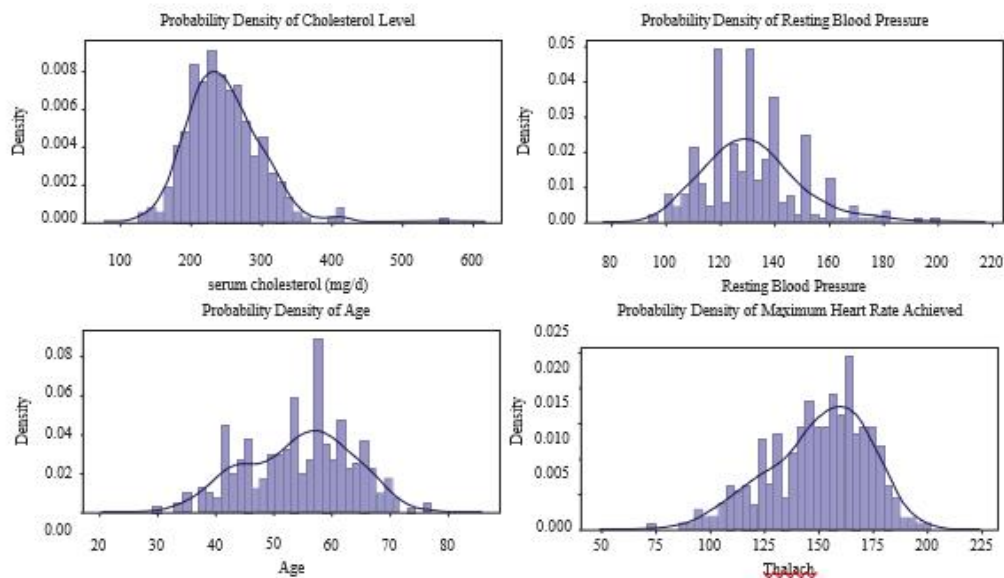 Probability Density of Cholesterol Level
0.008
0.006
0.004
0.002
0.000
Density
100 200 300 400 500 600
serum cholesterol (mg/d)
Probability Density of Resting Blood Pressure
0.05
0.04
0.03
0.02
0.01
0.00
Density
80 100 120 140 160 180 200 220
Resting Blood Pressure
Probability Density of Age
0.08
0.06
0.04
0.02
0.00
Density
20 30 40 50 60 70 80
Age
Probability Density of Maximum Heart Rate Achieved
0.025
0.020
0.015
0.010
0.005
0.000
Density
50 75 100 125 150 175 200 225
Thalach